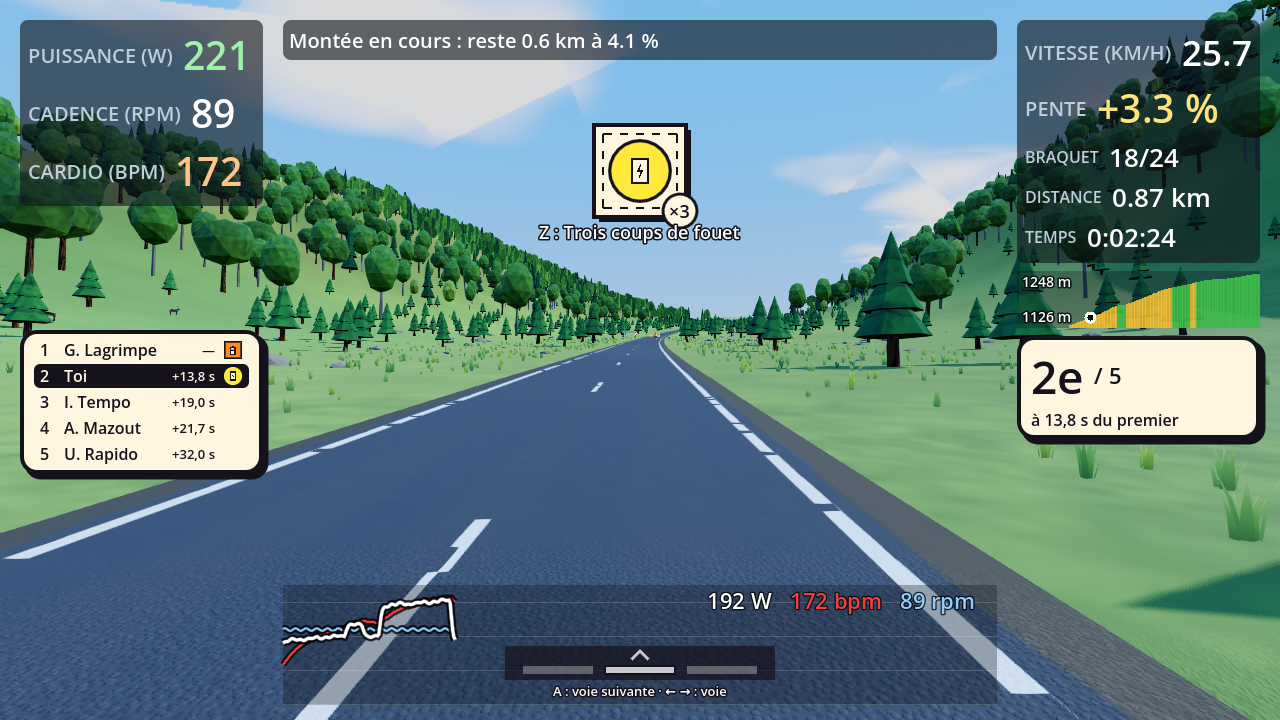 PUISSANCE (W) 221
CADENCE (RPM) 89
CARDIO (BPM) 172
Montée en cours : reste 0.6 km à 4.1 %
×3
Z : Trois coups de fouet
VITESSE (KM/H) 25.7
PENTE +3.3 %
BRAQUET 18/24
DISTANCE 0.87 km
TEMPS 0:02:24
1248 m
1126 m
1 G. Lagrimpe —
2 Toi +13,8 s
3 I. Tempo +19,0 s
4 A. Mazout +21,7 s
5 U. Rapido +32,0 s
2e / 5
à 13,8 s du premier
192 W 172 bpm 89 rpm
A : voie suivante · ← → : voie